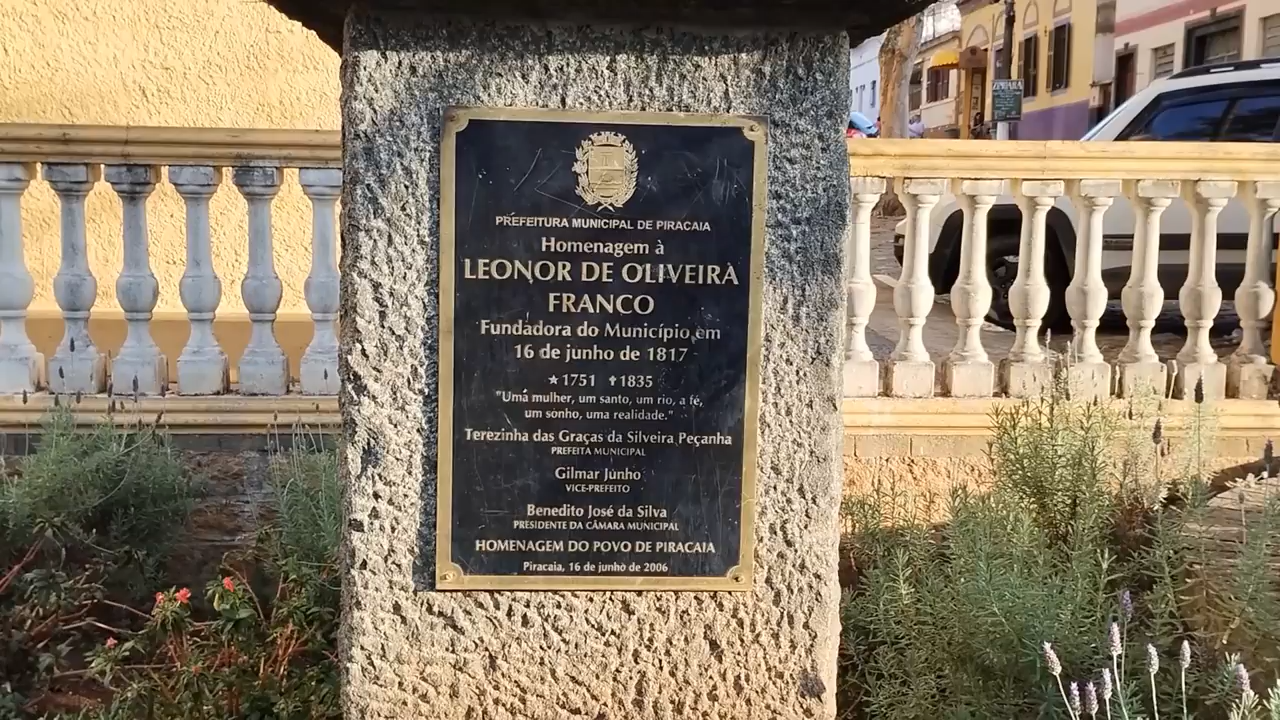 PREFEITURA MUNICIPAL DE PIRACAIA
Homenagem à
LEONOR DE OLIVEIRA
FRANCO
Fundadora do Município em
16 de junho de 1817
★1751 ✝1835
"Uma mulher, um santo, um rio, a fé,
um sonho, uma realidade."
Terezinha das Graças da Silveira Peçanha
PREFEITA MUNICIPAL
Gilmar Junho
VICE-PREFEITO
Benedito José da Silva
PRESIDENTE DA CÂMARA MUNICIPAL
HOMENAGEM DO POVO DE PIRACAIA
Piracaia, 16 de junho de 2006